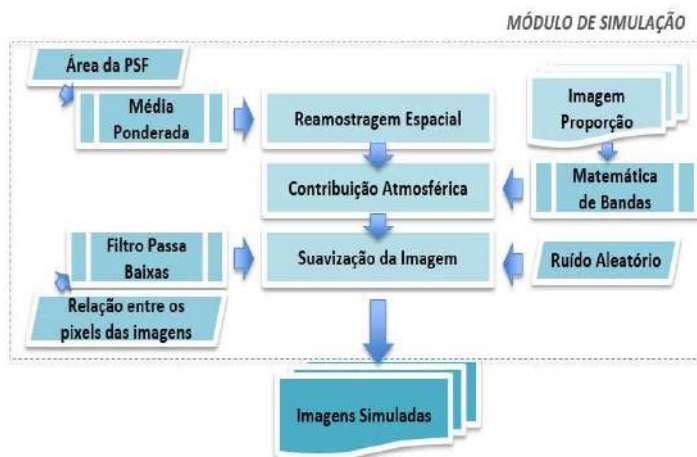 MÓDULO DE SIMULAÇÃO
Área da PSF
Média
Ponderada
Reamostragem Espacial
Imagem
Proporção
Contribuição Atmosférica
Matemática
de Bandas
Filtro Passa
Baixas
Suavização da Imagem
Ruído Aleatório
Relação entre os
pixels das imagens
Imagens Simuladas